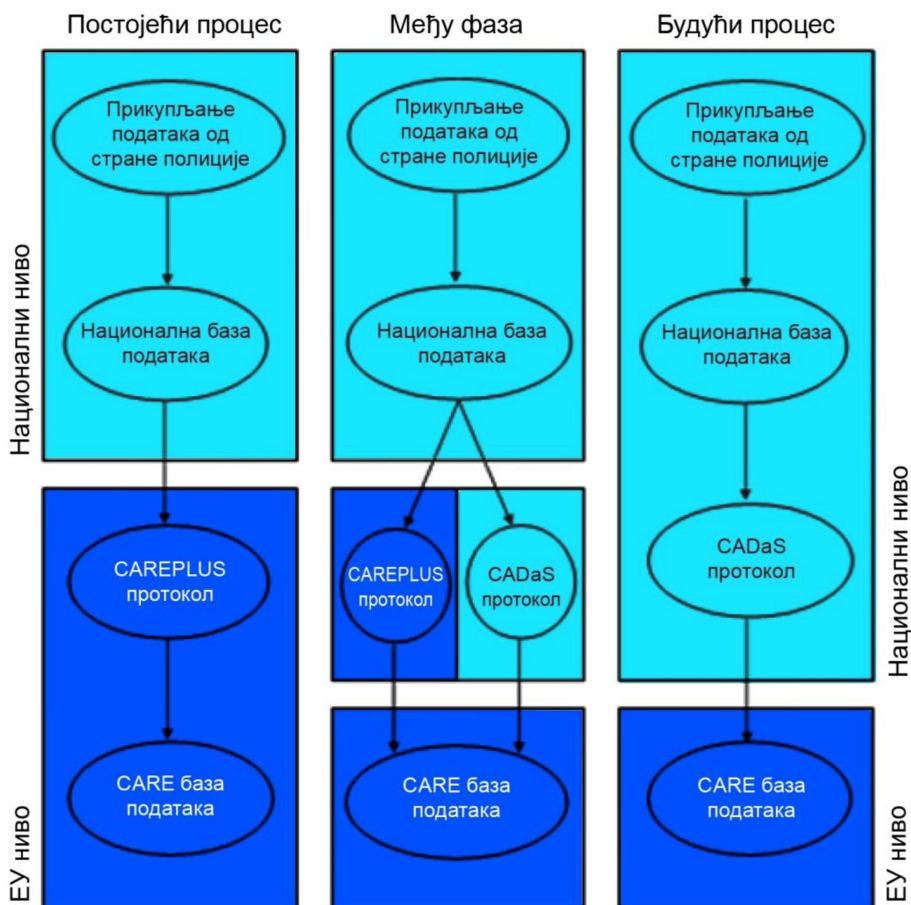 Постојећи процес
Међу фаза
Будући процес
Прикупљање
података од
стране полиције
Национална база
података
CAREPLUS
протокол
CARE база
података
Прикупљање
података од
стране полиције
Национална база
података
CAREPLUS
протокол
CADaS
протокол
CARE база
података
Прикупљање
података од
стране полиције
Национална база
података
CADaS
протокол
CARE база
података
Национални ниво
ЕУ ниво
Национални ниво
ЕУ ниво